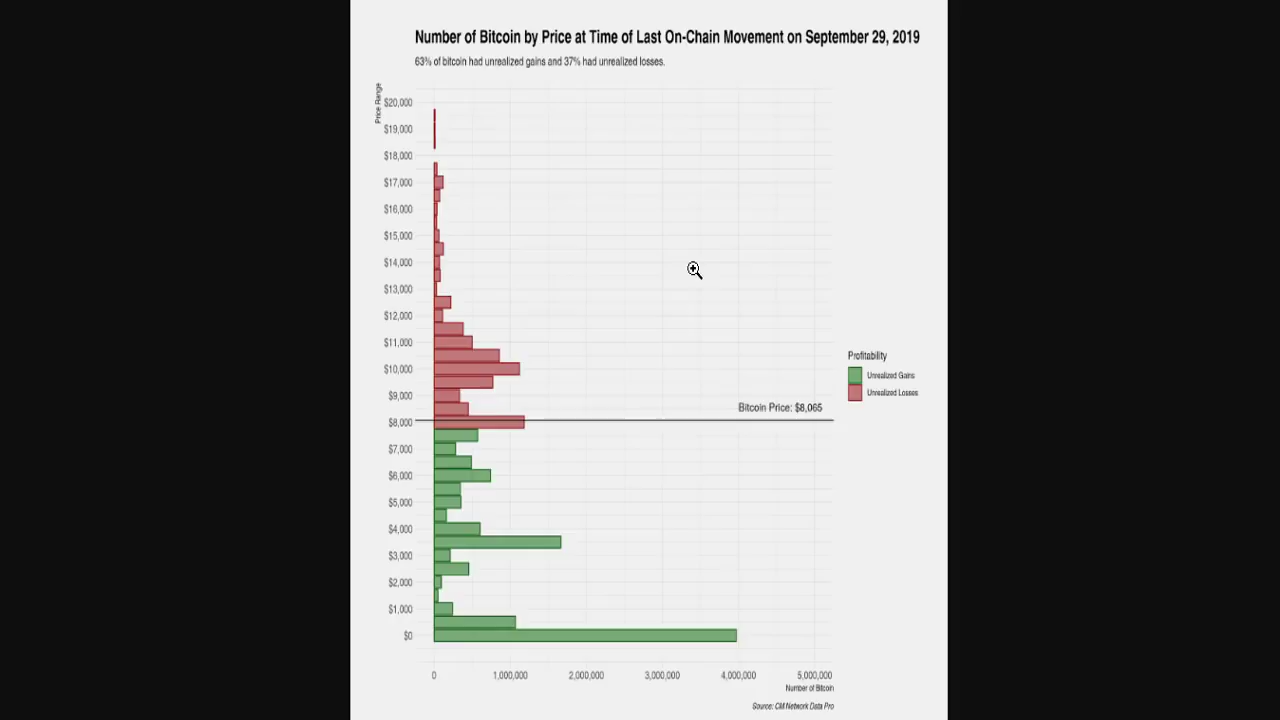 Number of Bitcoin by Price at Time of Last On-Chain Movement on September 29, 2019
63% of bitcoin had unrealized gains and 37% had unrealized losses.
Price Range
$20,000
$19,000
$18,000
$17,000
$16,000
$15,000
$14,000
$13,000
$12,000
$11,000
$10,000
$9,000
$8,000
$7,000
$6,000
$5,000
$4,000
$3,000
$2,000
$1,000
$0
Bitcoin Price: $8,065
Profitability
Unrealized Gains
Unrealized Losses
0 1,000,000 2,000,000 3,000,000 4,000,000 5,000,000
Number of Bitcoin
Source: CM Network Data Pro